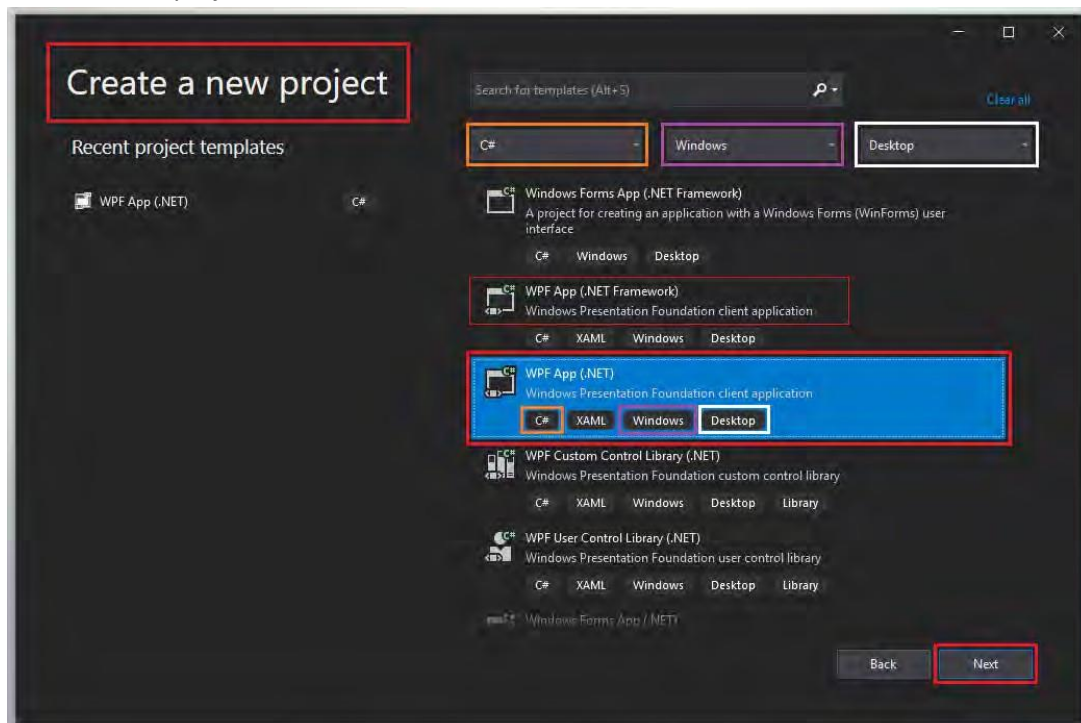 Create a new project
Search for templates (Alt+S)
Clear all
Recent project templates
C#
Windows
Desktop
WPF App (.NET)
C#
Windows Forms App (.NET Framework)
A project for creating an application with a Windows Forms (WinForms) user
interface
C# Windows Desktop
WPF App (.NET Framework)
Windows Presentation Foundation client application
C# XAML Windows Desktop
WPF App (.NET)
Windows Presentation Foundation client application
C# XAML Windows Desktop
WPF Custom Control Library (.NET)
Windows Presentation Foundation custom control library
C# XAML Windows Desktop Library
WPF User Control Library (.NET)
Windows Presentation Foundation user control library
C# XAML Windows Desktop Library
Windows Forms App (.NET)
Back
Next